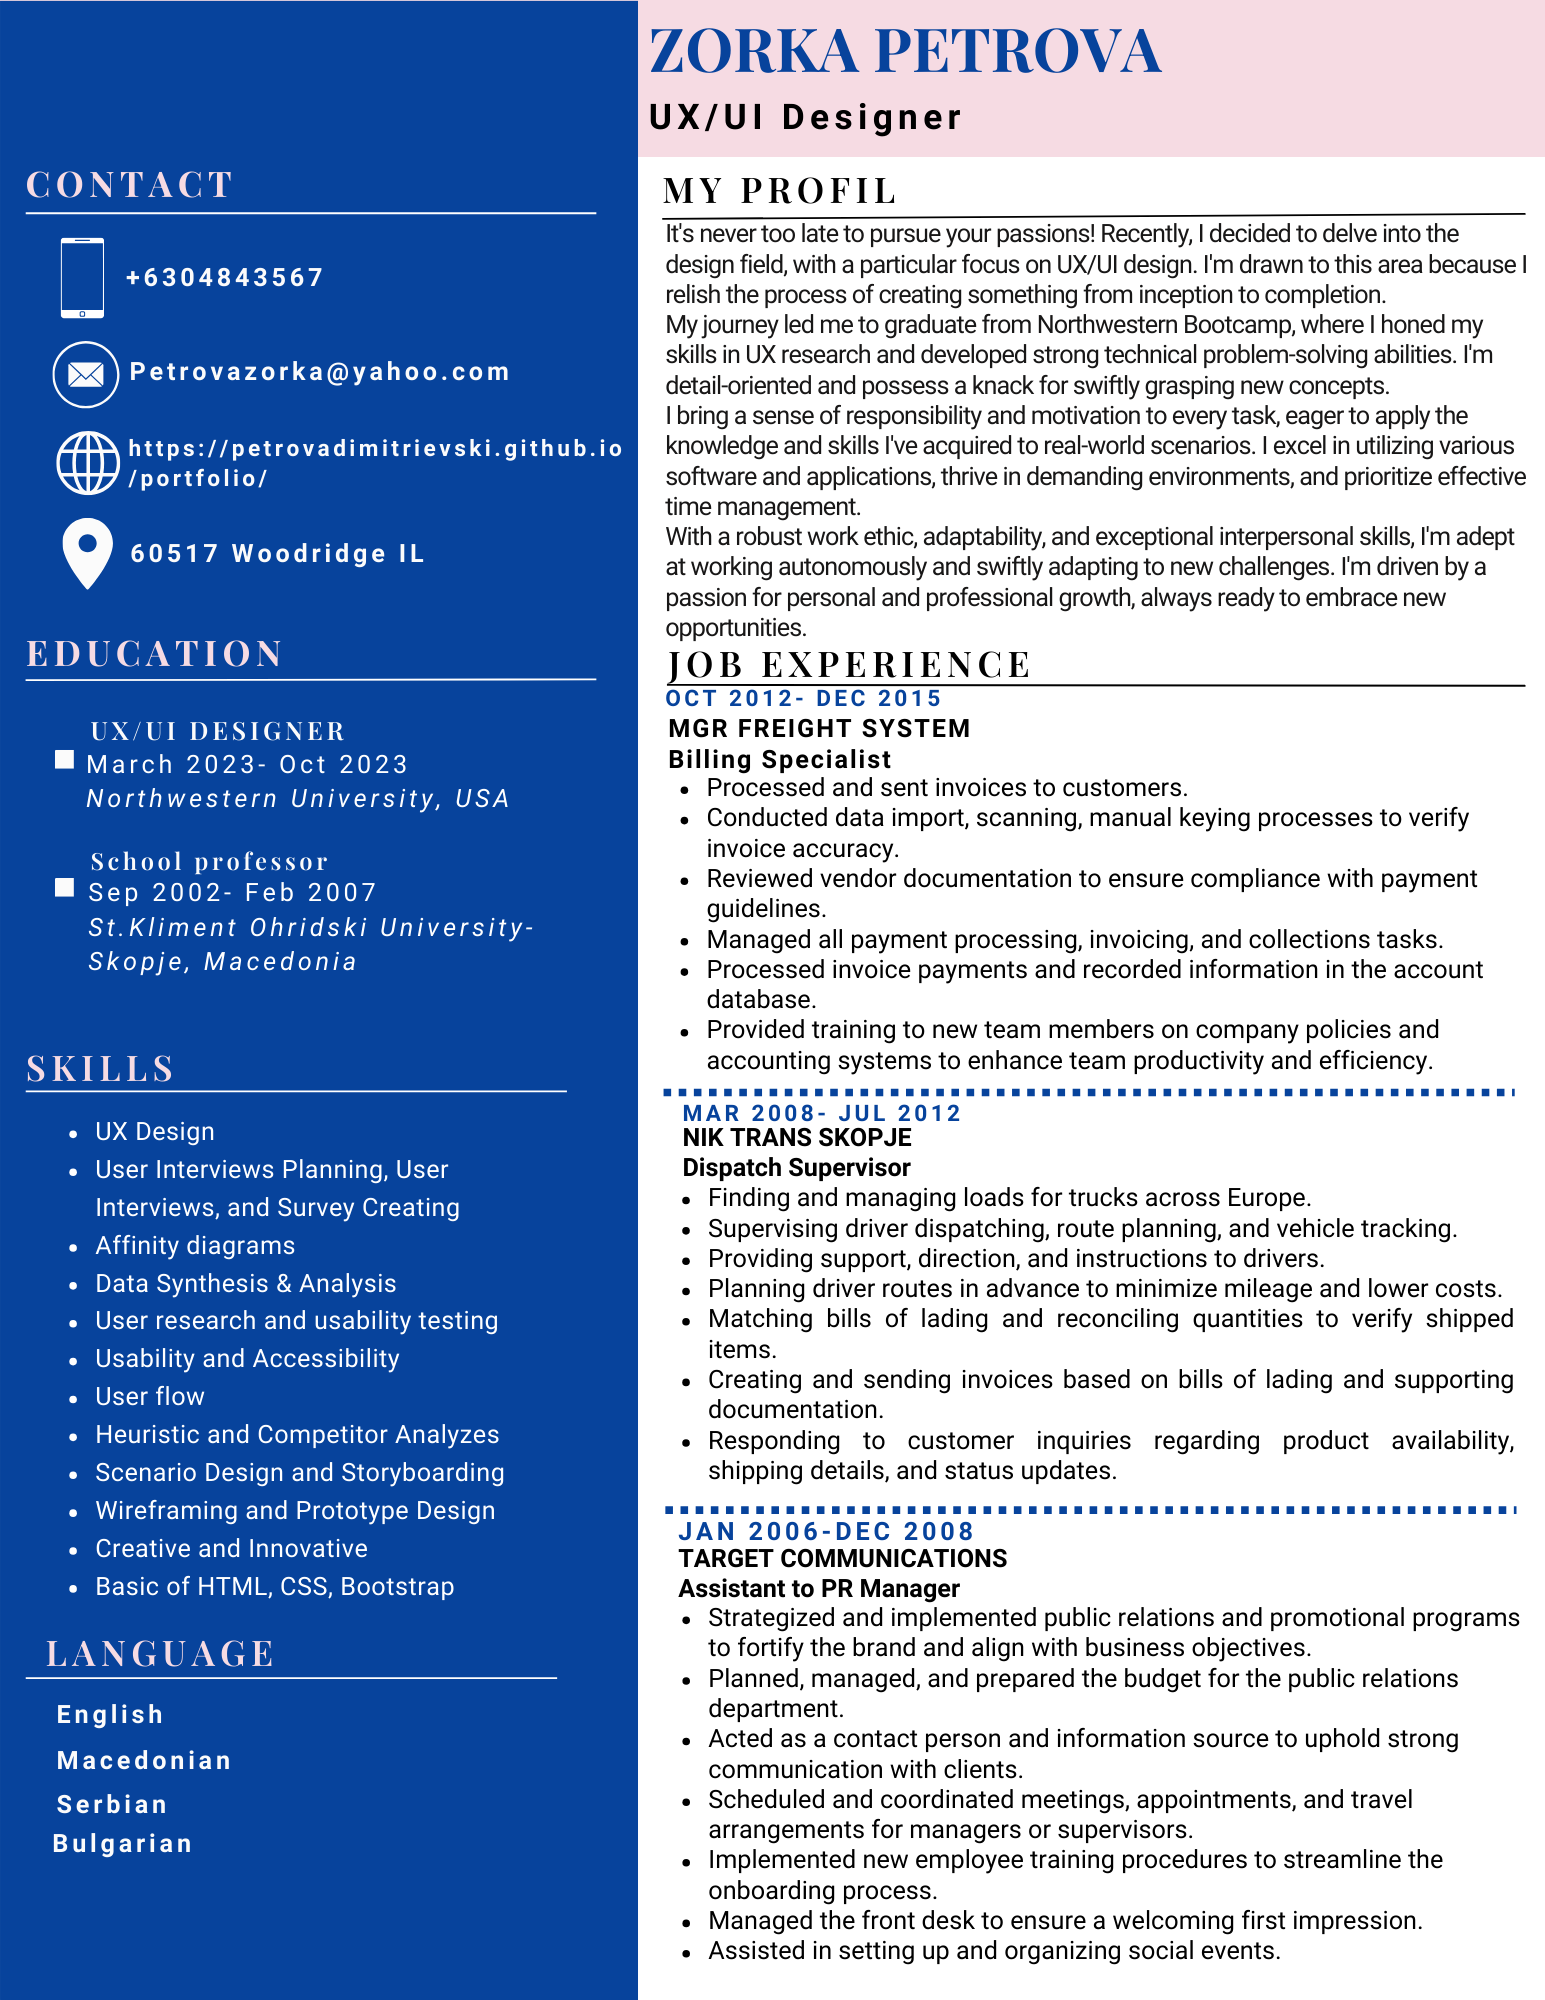 ZORKA PETROVA
UX/UI Designer
CONTACT
+6304843567
Petrovazorka@yahoo.com
https://petrovadimitrievski.github.io
/portfolio/
60517 Woodridge IL
EDUCATION
UX/UI DESIGNER
March 2023- Oct 2023
Northwestern University, USA
School professor
Sep 2002- Feb 2007
St.Kliment Ohridski University-
Skopje, Macedonia
SKILLS
UX Design
User Interviews Planning, User
Interviews, and Survey Creating
Affinity diagrams
Data Synthesis & Analysis
User research and usability testing
Usability and Accessibility
User flow
Heuristic and Competitor Analyzes
Scenario Design and Storyboarding
Wireframing and Prototype Design
Creative and Innovative
Basic of HTML, CSS, Bootstrap
LANGUAGE
English
Macedonian
Serbian
Bulgarian
MY PROFIL
It's never too late to pursue your passions! Recently, I decided to delve into the
design field, with a particular focus on UX/UI design. I'm drawn to this area because I
relish the process of creating something from inception to completion.
My journey led me to graduate from Northwestern Bootcamp, where I honed my
skills in UX research and developed strong technical problem-solving abilities. I'm
detail-oriented and possess a knack for swiftly grasping new concepts.
I bring a sense of responsibility and motivation to every task, eager to apply the
knowledge and skills I've acquired to real-world scenarios. I excel in utilizing various
software and applications, thrive in demanding environments, and prioritize effective
time management.
With a robust work ethic, adaptability, and exceptional interpersonal skills, I'm adept
at working autonomously and swiftly adapting to new challenges. I'm driven by a
passion for personal and professional growth, always ready to embrace new
opportunities.
JOB EXPERIENCE
OCT 2012- DEC 2015
MGR FREIGHT SYSTEM
Billing Specialist
Processed and sent invoices to customers.
Conducted data import, scanning, manual keying processes to verify
invoice accuracy.
Reviewed vendor documentation to ensure compliance with payment
guidelines.
Managed all payment processing, invoicing, and collections tasks.
Processed invoice payments and recorded information in the account
database.
Provided training to new team members on company policies and
accounting systems to enhance team productivity and efficiency.
MAR 2008- JUL 2012
NIK TRANS SKOPJE
Dispatch Supervisor
Finding and managing loads for trucks across Europe.
Supervising driver dispatching, route planning, and vehicle tracking.
Providing support, direction, and instructions to drivers.
Planning driver routes in advance to minimize mileage and lower costs.
Matching bills of lading and reconciling quantities to verify shipped
items.
Creating and sending invoices based on bills of lading and supporting
documentation.
Responding to customer inquiries regarding product availability,
shipping details, and status updates.
JAN 2006-DEC 2008
TARGET COMMUNICATIONS
Assistant to PR Manager
Strategized and implemented public relations and promotional programs
to fortify the brand and align with business objectives.
Planned, managed, and prepared the budget for the public relations
department.
Acted as a contact person and information source to uphold strong
communication with clients.
Scheduled and coordinated meetings, appointments, and travel
arrangements for managers or supervisors.
Implemented new employee training procedures to streamline the
onboarding process.
Managed the front desk to ensure a welcoming first impression.
Assisted in setting up and organizing social events.